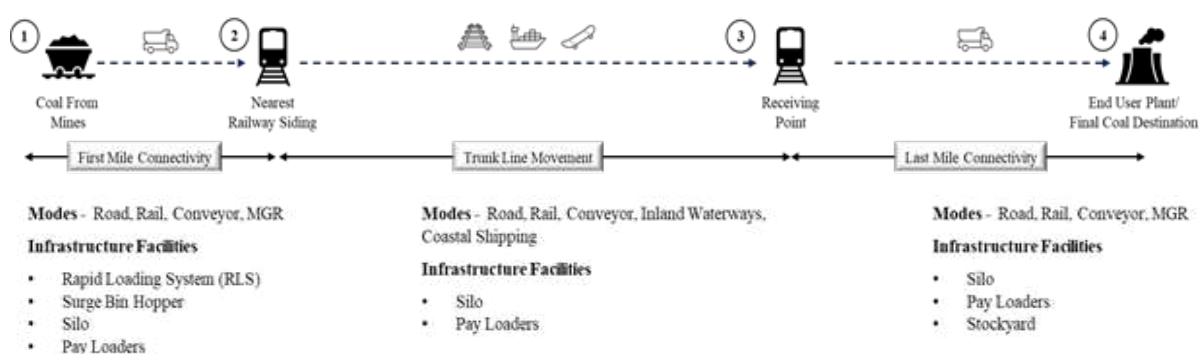 1
2
3
4
Coal From
Mines
Nearest
Railway Siding
Receiving
Point
End User Plant/
Final Coal Destination
First Mile Connectivity
Trunk Line Movement
Last Mile Connectivity
Modes - Road, Rail, Conveyor, MGR
Infrastructure Facilities
• Rapid Loading System (RLS)
• Surge Bin Hopper
• Silo
• Pay Loaders
Modes - Road, Rail, Conveyor, Inland Waterways,
Coastal Shipping
Infrastructure Facilities
• Silo
• Pay Loaders
Modes - Road, Rail, Conveyor, MGR
Infrastructure Facilities
• Silo
• Pay Loaders
• Stockyard